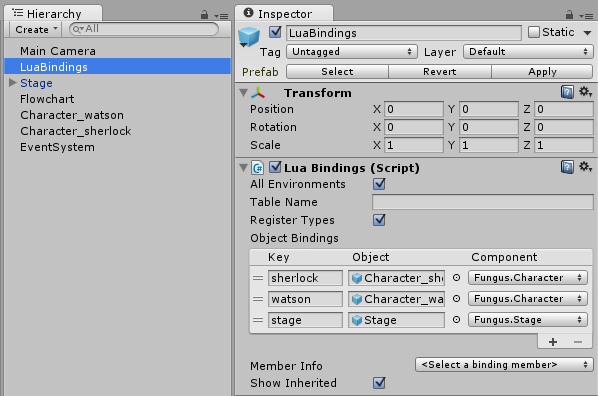 Hierarchy
Create
All
Main Camera
LuaBindings
Stage
Flowchart
Character_watson
Character_sherlock
EventSystem
Inspector
LuaBindings
Static
Tag Untagged Layer Default
Prefab Select Revert Apply
Transform
Position X 0 Y 0 Z 0
Rotation X 0 Y 0 Z 0
Scale X 1 Y 1 Z 1
Lua Bindings (Script)
All Environments
Table Name
Register Types
Object Bindings
Key Object Component
sherlock Character_she Fungus.Character
watson Character_wa Fungus.Character
stage Stage Fungus.Stage
+ −
Member Info <Select a binding member>
Show Inherited